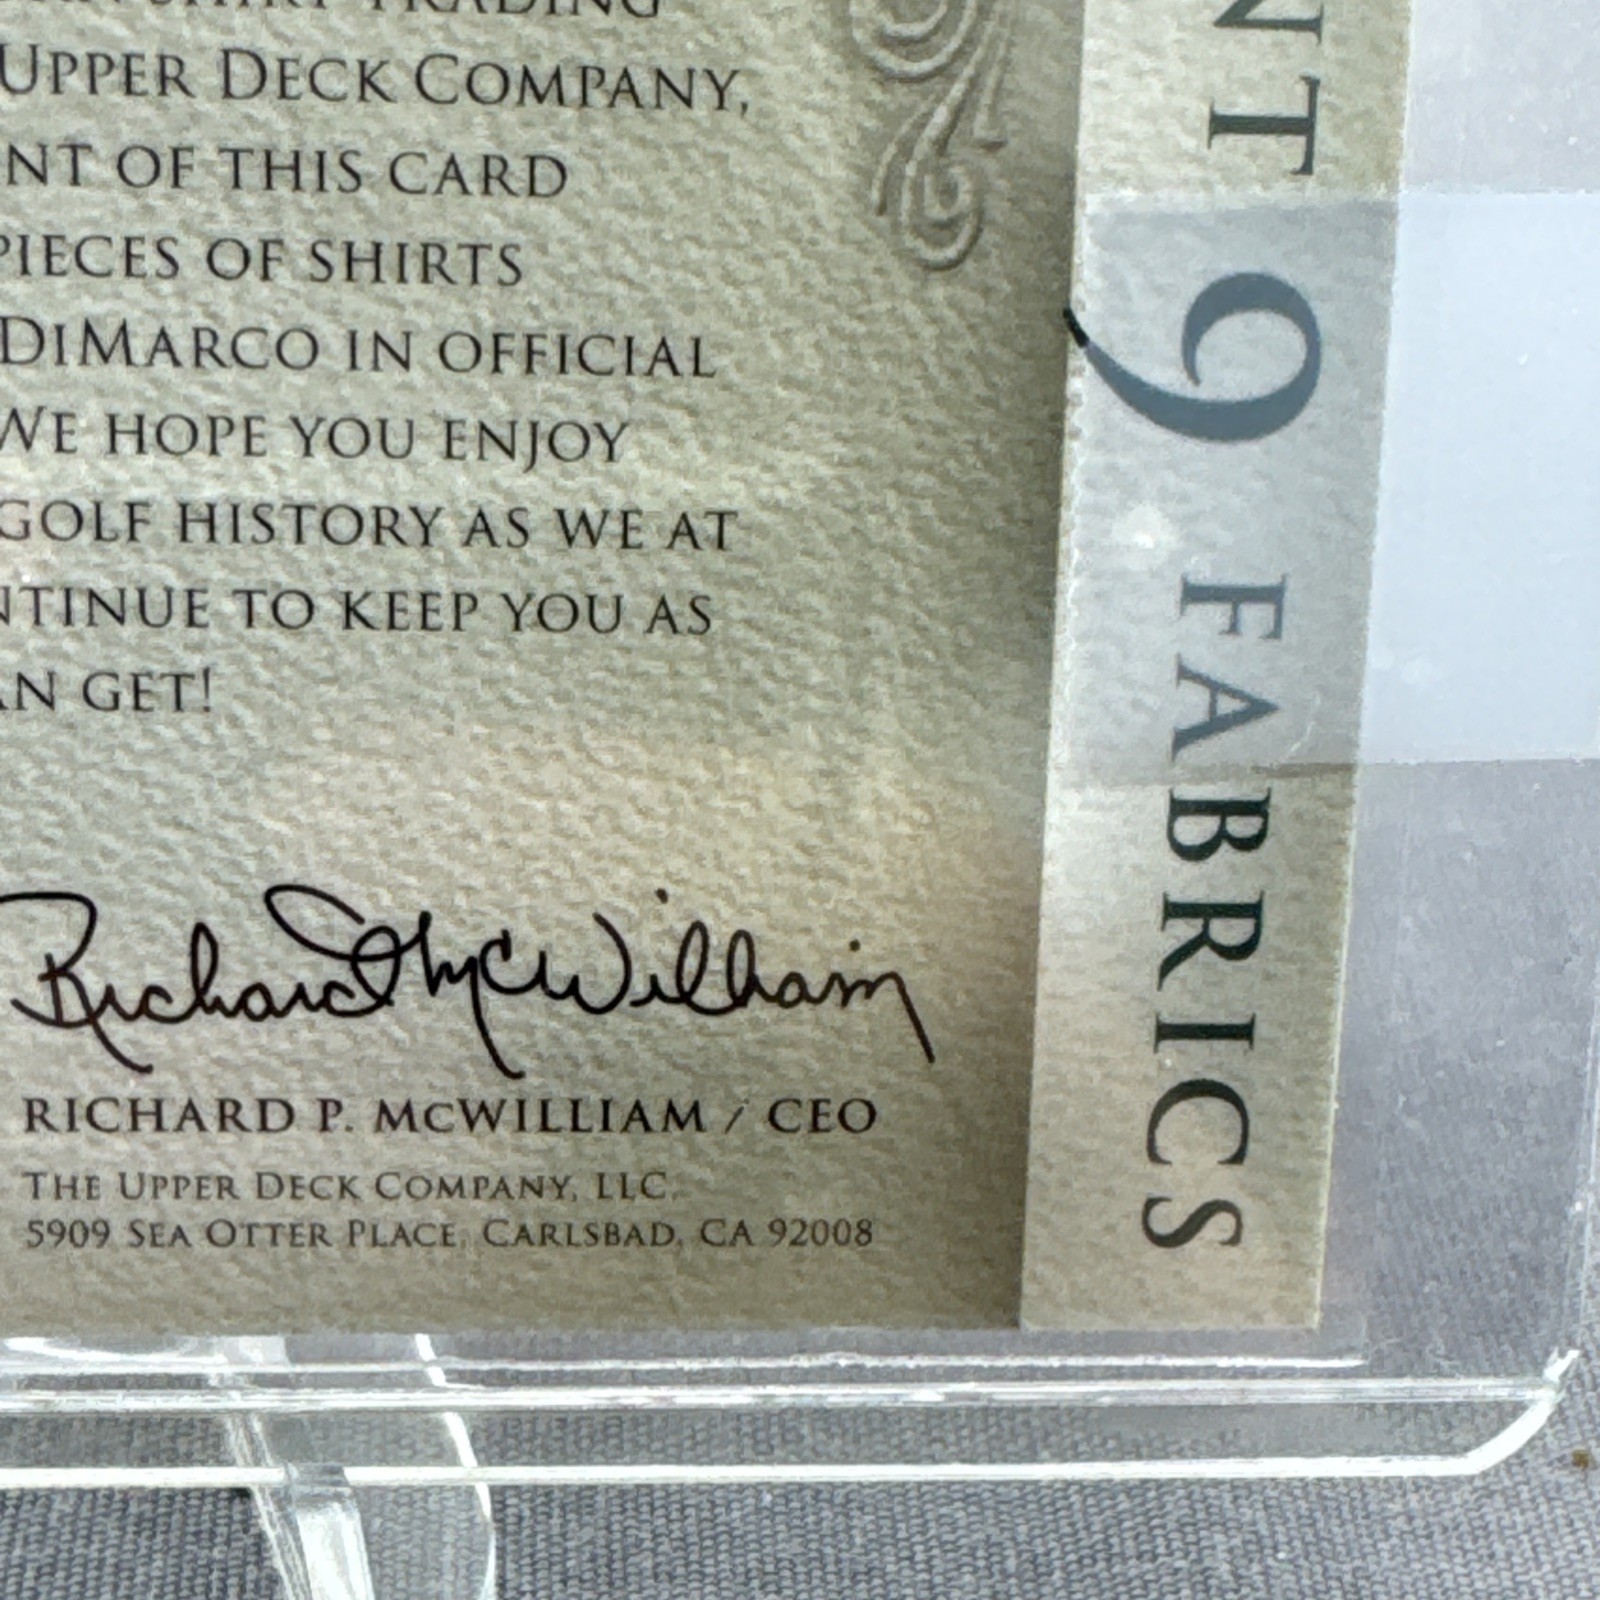 SHIRT TRADING
UPPER DECK COMPANY,
NT OF THIS CARD
PIECES OF SHIRTS
DIMARCO IN OFFICIAL
WE HOPE YOU ENJOY
GOLF HISTORY AS WE AT
NTINUE TO KEEP YOU AS
AN GET!
Richard P. McWilliam
RICHARD P. MCWILLIAM / CEO
THE UPPER DECK COMPANY, LLC.
5909 SEA OTTER PLACE, CARLSBAD, CA 92008
NT
9 FABRICS